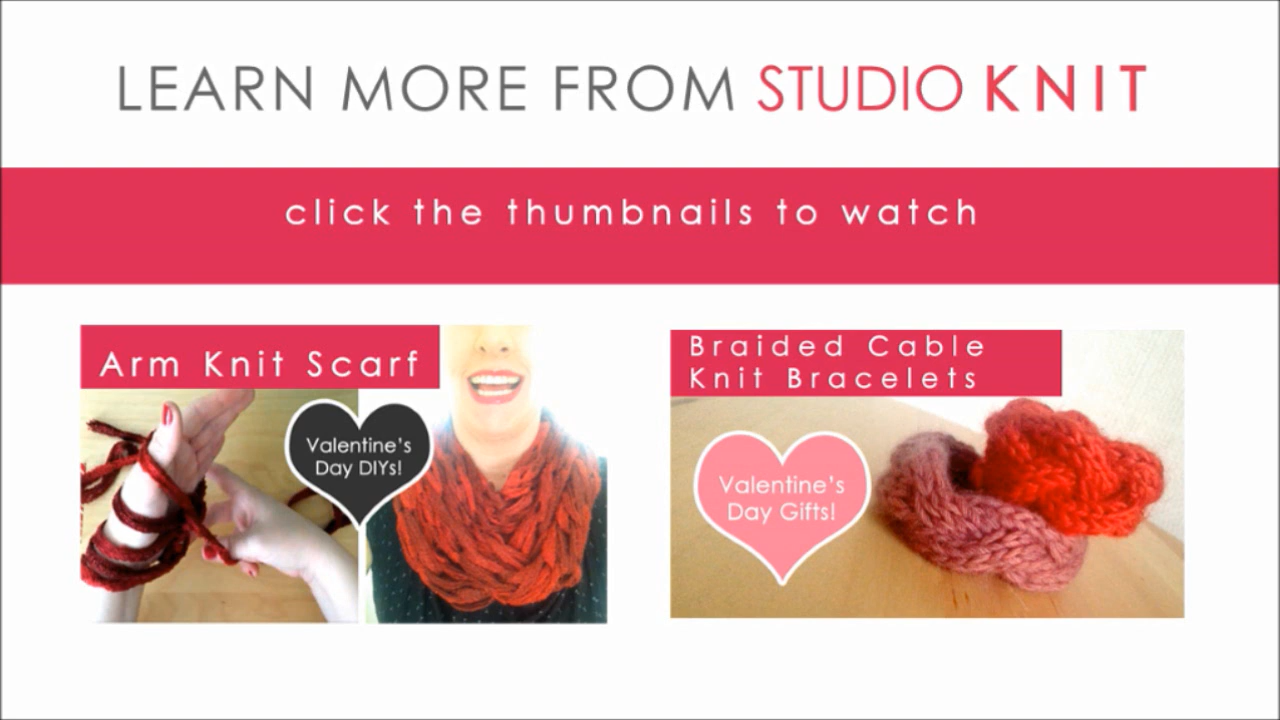 LEARN MORE FROM STUDIO KNIT
click the thumbnails to watch
Arm Knit Scarf
Valentine's
Day DIYs!
Braided Cable
Knit Bracelets
Valentine's
Day Gifts!